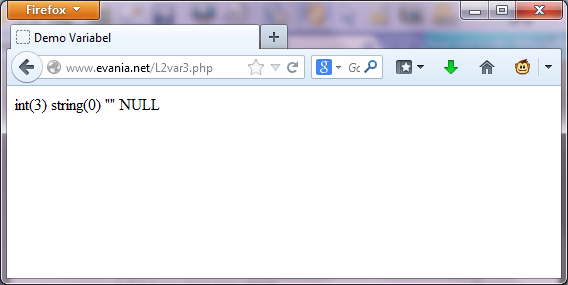 Firefox
Demo Variabel
www.evania.net/L2var3.php
int(3) string(0) "" NULL